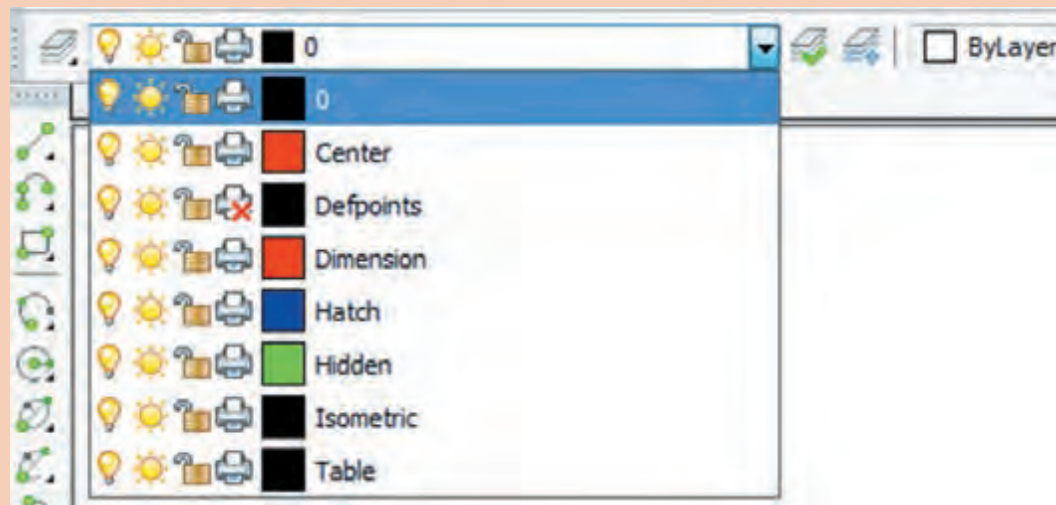 0
ByLayer
0
Center
Defpoints
Dimension
Hatch
Hidden
Isometric
Table